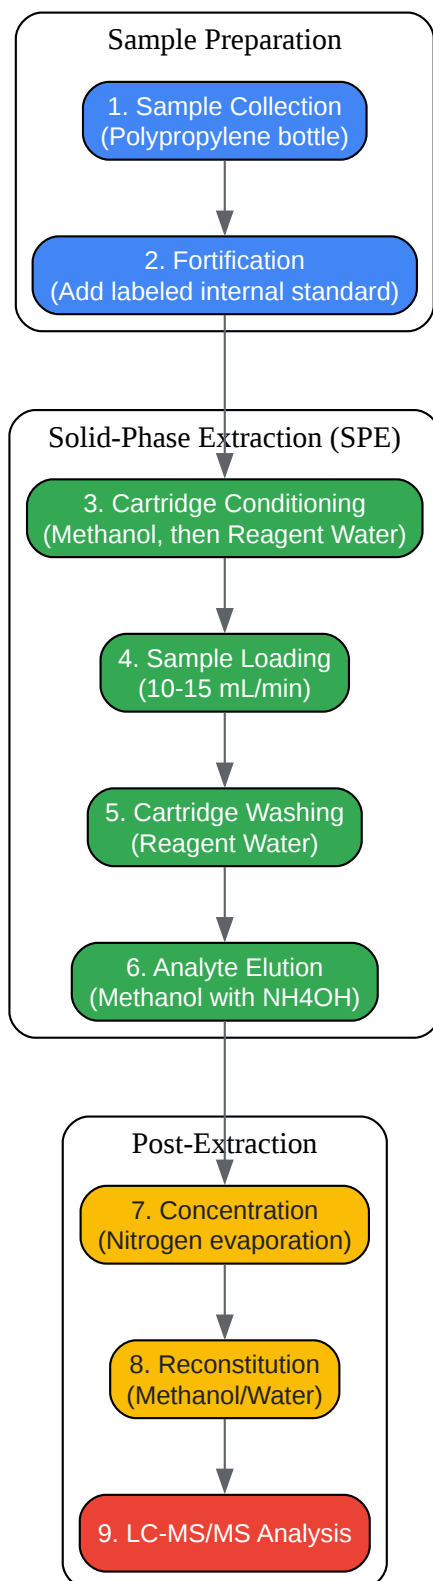 Sample Preparation
1. Sample Collection
(Polypropylene bottle)
2. Fortification
(Add labeled internal standard)
Solid-Phase Extraction (SPE)
3. Cartridge Conditioning
(Methanol, then Reagent Water)
4. Sample Loading
(10-15 mL/min)
5. Cartridge Washing
(Reagent Water)
6. Analyte Elution
(Methanol with NH4OH)
Post-Extraction
7. Concentration
(Nitrogen evaporation)
8. Reconstitution
(Methanol/Water)
9. LC-MS/MS Analysis